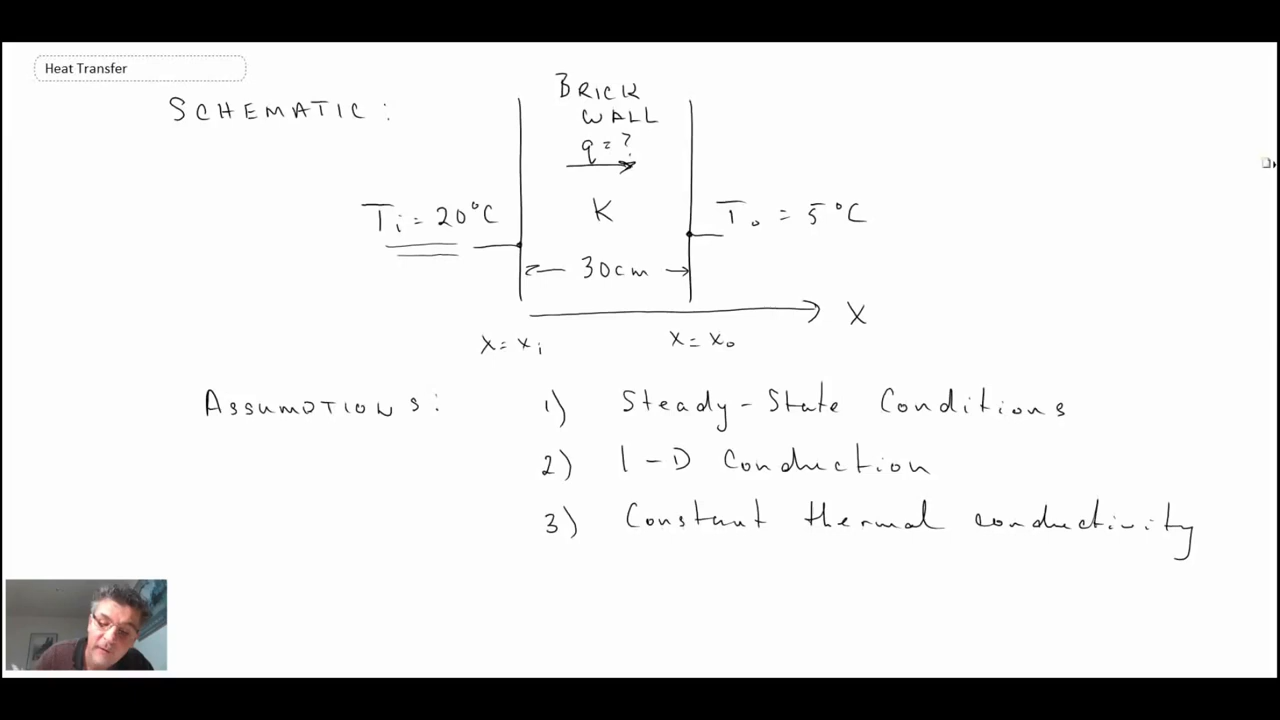 Heat Transfer
SCHEMATIC:
BRICK
WALL
q = ?
Ti = 20°C
K
To = 5°C
30cm
X
x = xi
x = xo
ASSUMOTIONS:
1) Steady-State Conditions
2) 1-D Conduction
3) Constant thermal conductivity